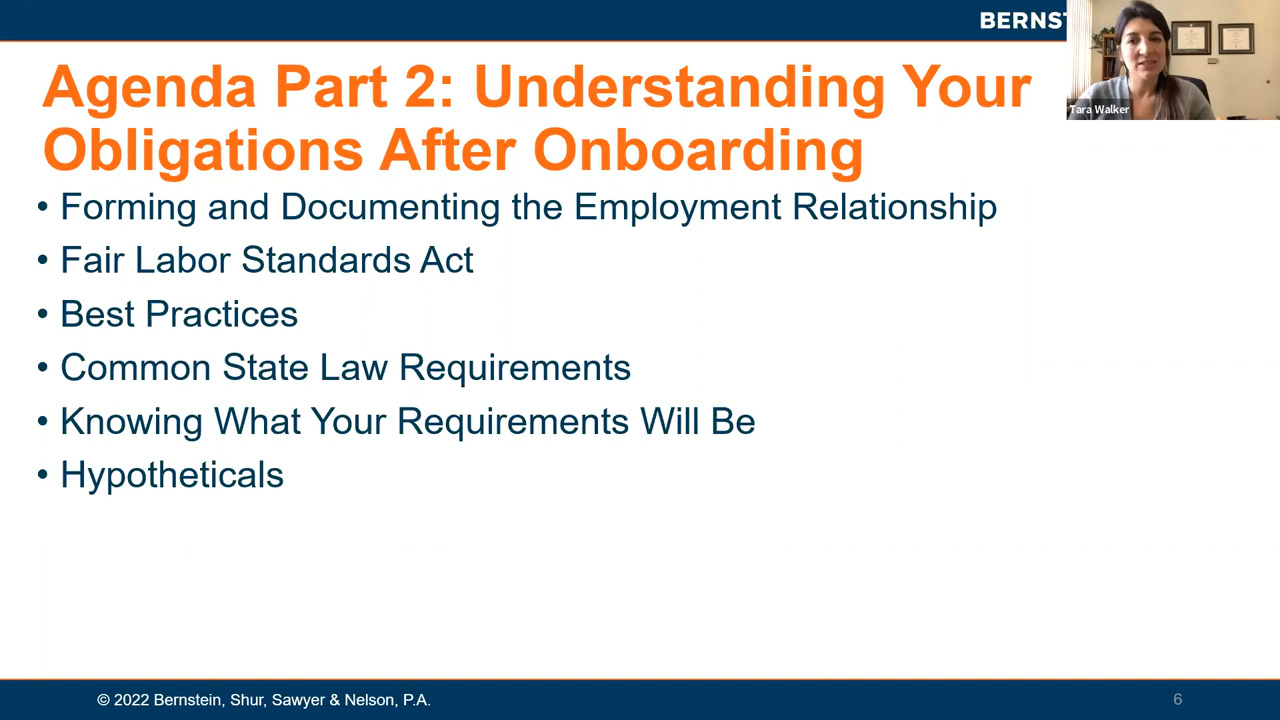 BERNST
Agenda Part 2: Understanding Your
Obligations After Onboarding
Tara Walker
• Forming and Documenting the Employment Relationship
• Fair Labor Standards Act
• Best Practices
• Common State Law Requirements
• Knowing What Your Requirements Will Be
• Hypotheticals
© 2022 Bernstein, Shur, Sawyer & Nelson, P.A.
6